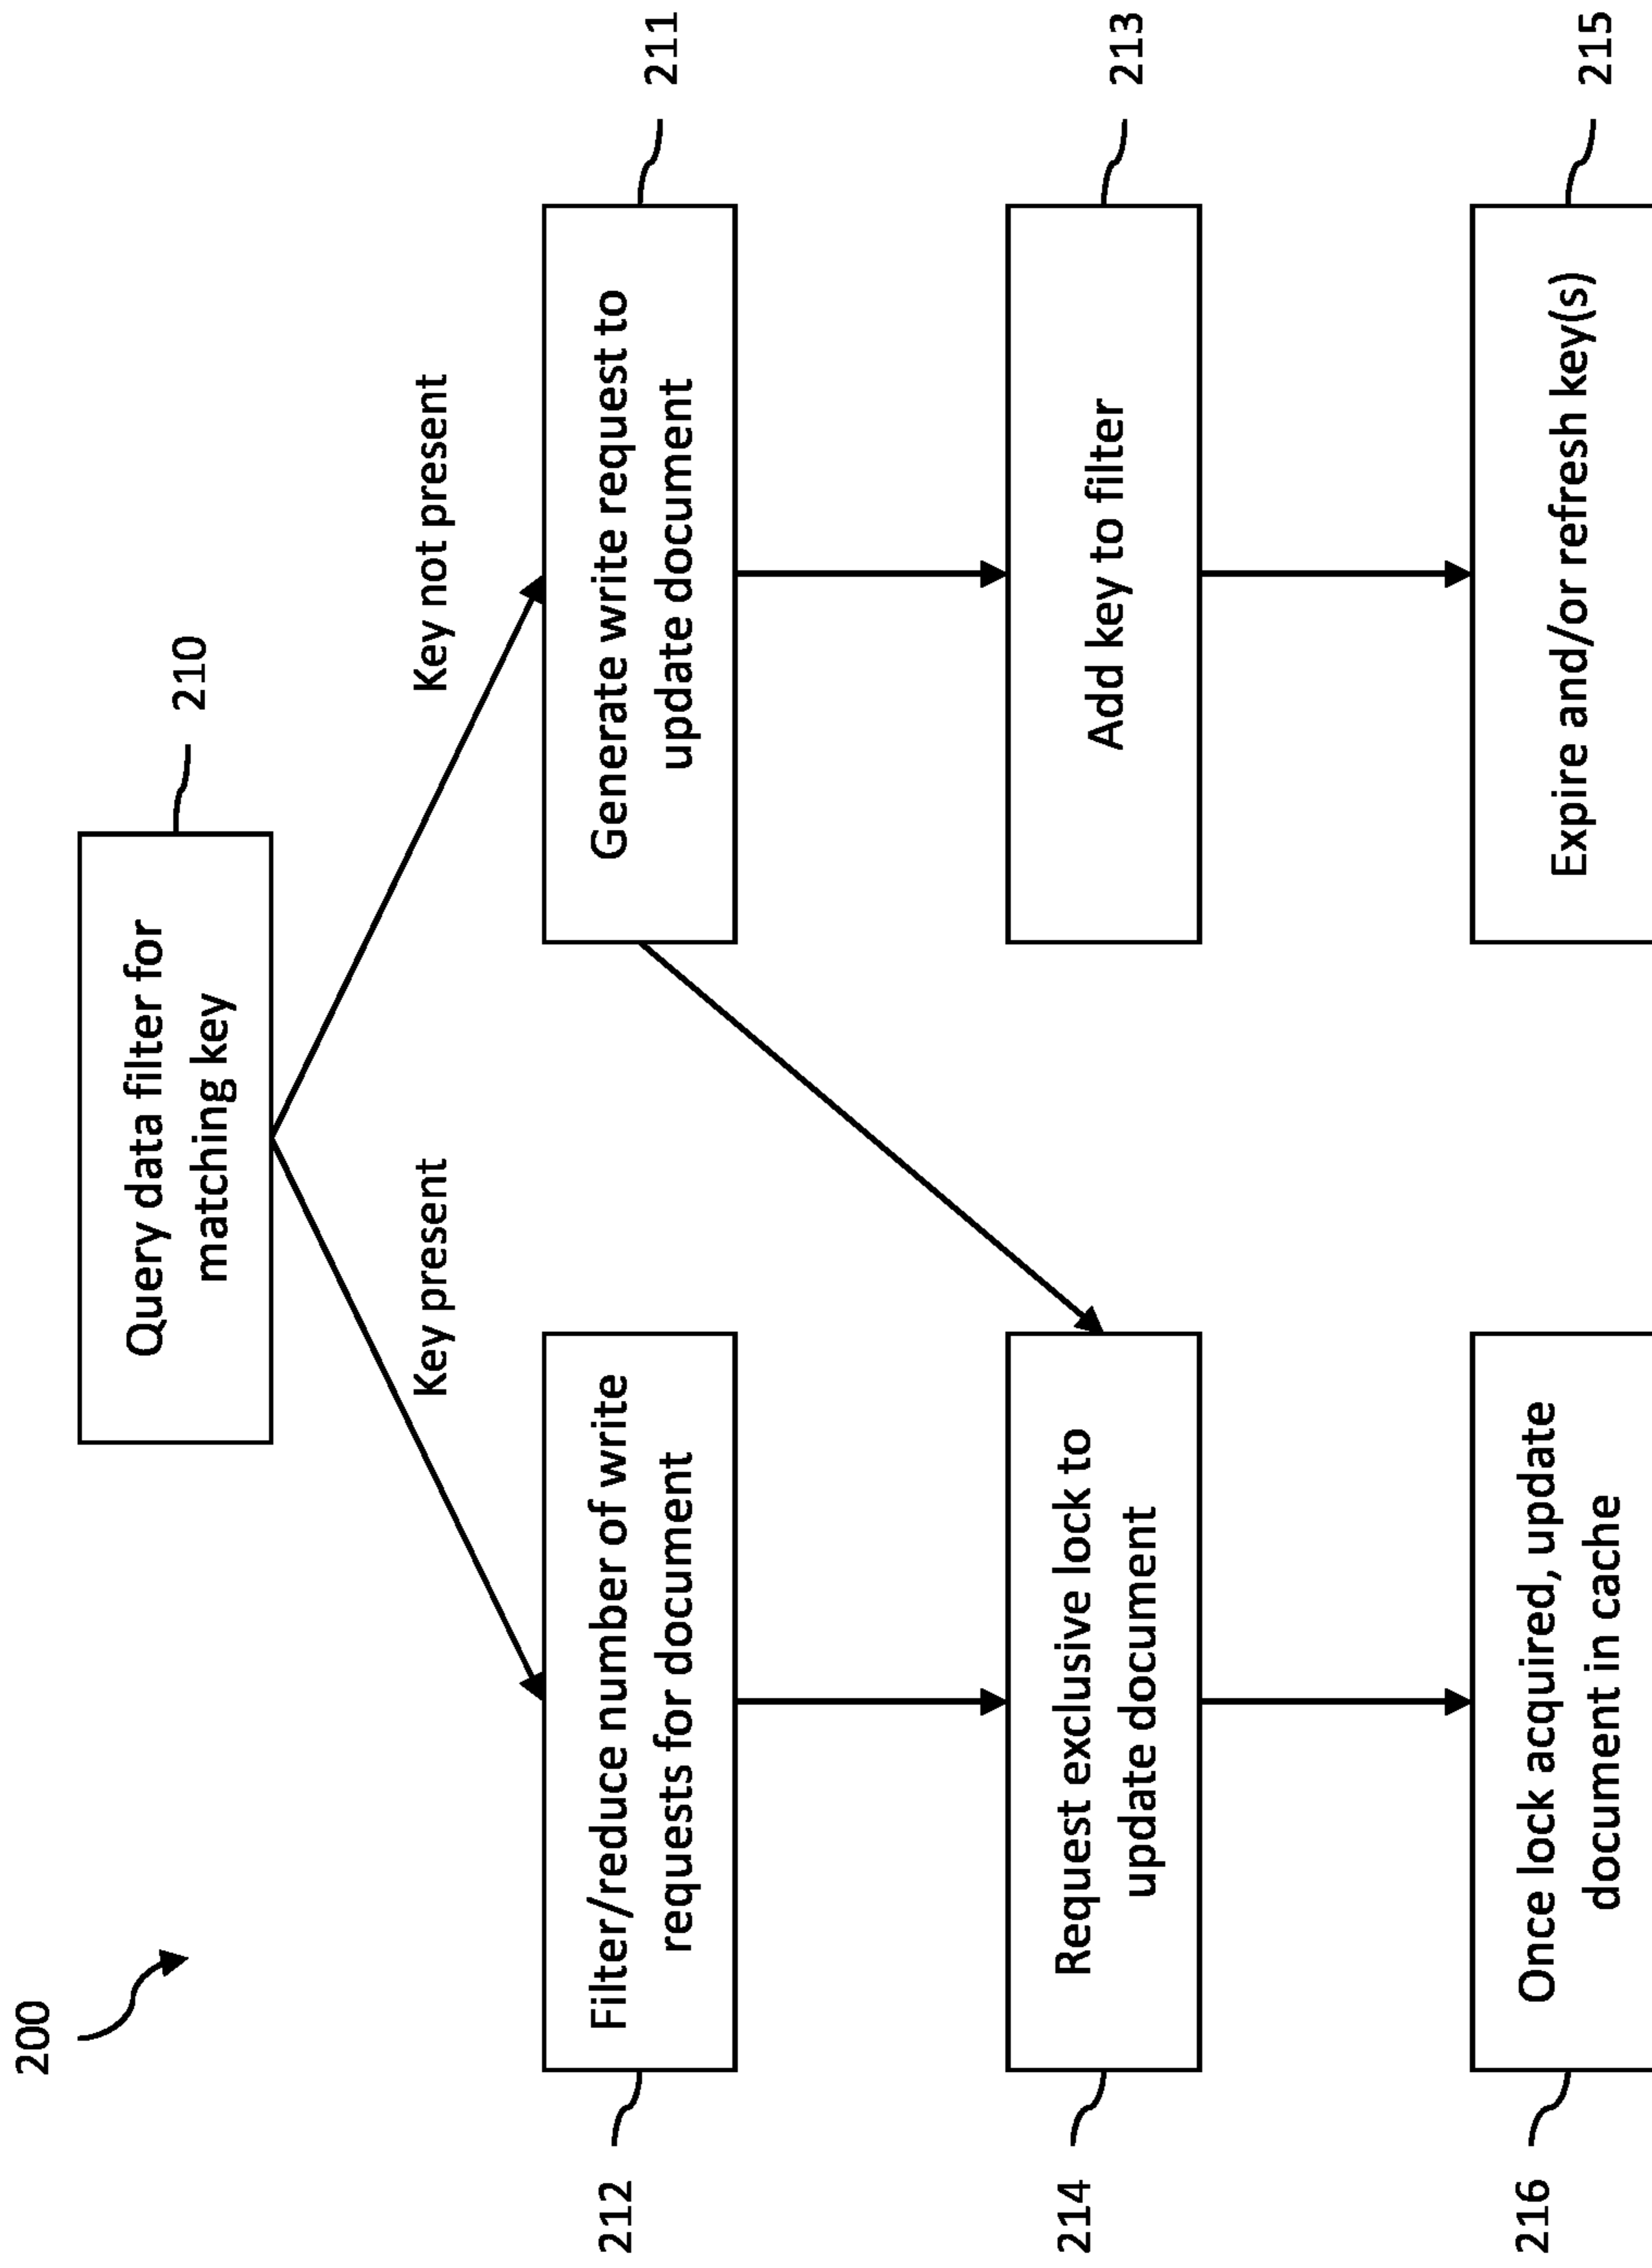 200
Query data filter for
matching key
210
Key present
Key not present
212
Filter/reduce number of write
requests for document
Generate write request to
update document
211
214
Request exclusive lock to
update document
Add key to filter
213
216
Once lock acquired, update
document in cache
Expire and/or refresh key(s)
215